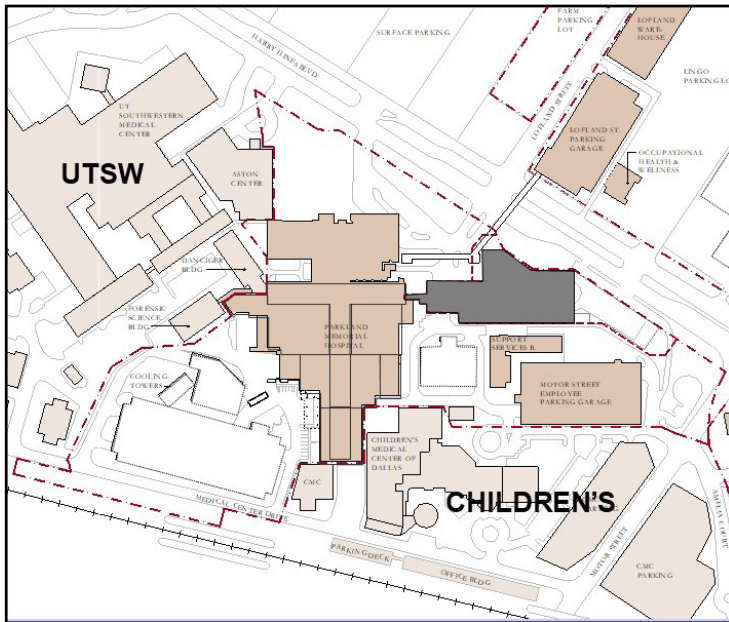 HARRY HINES BLVD.
SURFACE PARKING
FARM
PARKING
LOT
LOFLAND
WARE-
HOUSE
LINGO
PARKING LO
UT
SOUTHWESTERN
MEDICAL
CENTER
UTSW
ASTON
CENTER
LOFLAND STREET
LOFLAND ST.
PARKING
GARAGE
OCCUPATIONAL
HEALTH &
WELLNESS
DANCIGER
BLDG.
FORENSIC
SCIENCE
BLDG.
PARKLAND
MEMORIAL
HOSPITAL
SUPPORT
SERVICES B.
COOLING
TOWERS
MOTOR STREET
EMPLOYEE
PARKING GARAGE
CHILDREN'S
MEDICAL
CENTER OF
DALLAS
CMC
CHILDREN'S
MEDICAL CENTER DRIVE
PARKING DECK
OFFICE BLDG.
MOTOR STREET
AMELIA COURT
CMC
PARKING